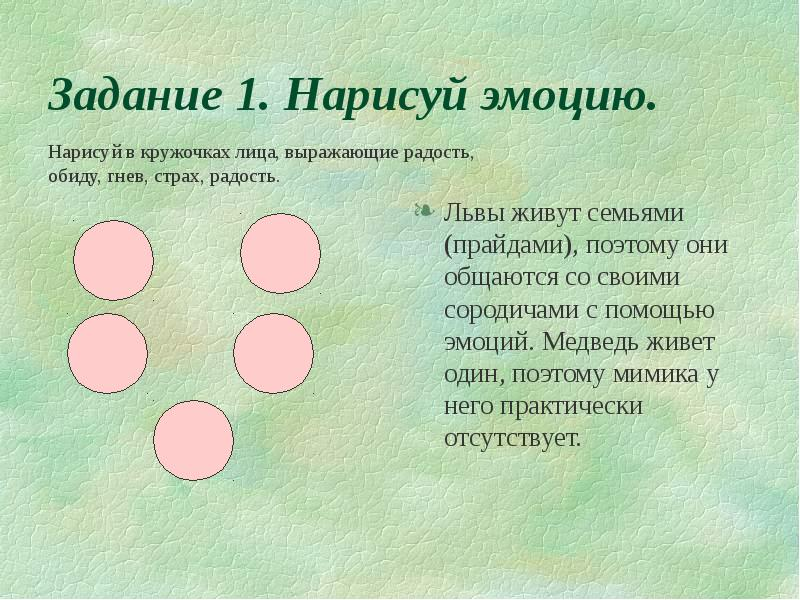 Задание 1. Нарисуй эмоцию.
Нарисуй в кружочках лица, выражающие радость,
обиду, гнев, страх, радость.
Львы живут семьями
(прайдами), поэтому они
общаются со своими
сородичами с помощью
эмоций. Медведь живет
один, поэтому мимика у
него практически
отсутствует.